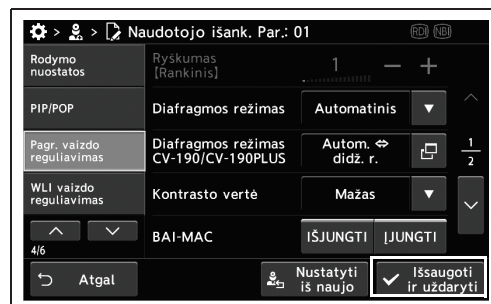 > > Naudotojo išank. Par.: 01 RDI NBI
Rodymo
nuostatos
PIP/POP
Pagr. vaizdo
reguliavimas
WLI vaizdo
reguliavimas
4/6
Ryškumas
[Rankinis]
1 − +
Diafragmos režimas
Automatinis ▼
Diafragmos režimas
CV-190/CV-190PLUS
Autom. ⇔
didž. r.
Kontrasto vertė
Mažas ▼
BAI-MAC
IŠJUNGTI ĮJUNGTI
1
2
Atgal
Nustatyti
iš naujo
Išsaugoti
ir uždaryti